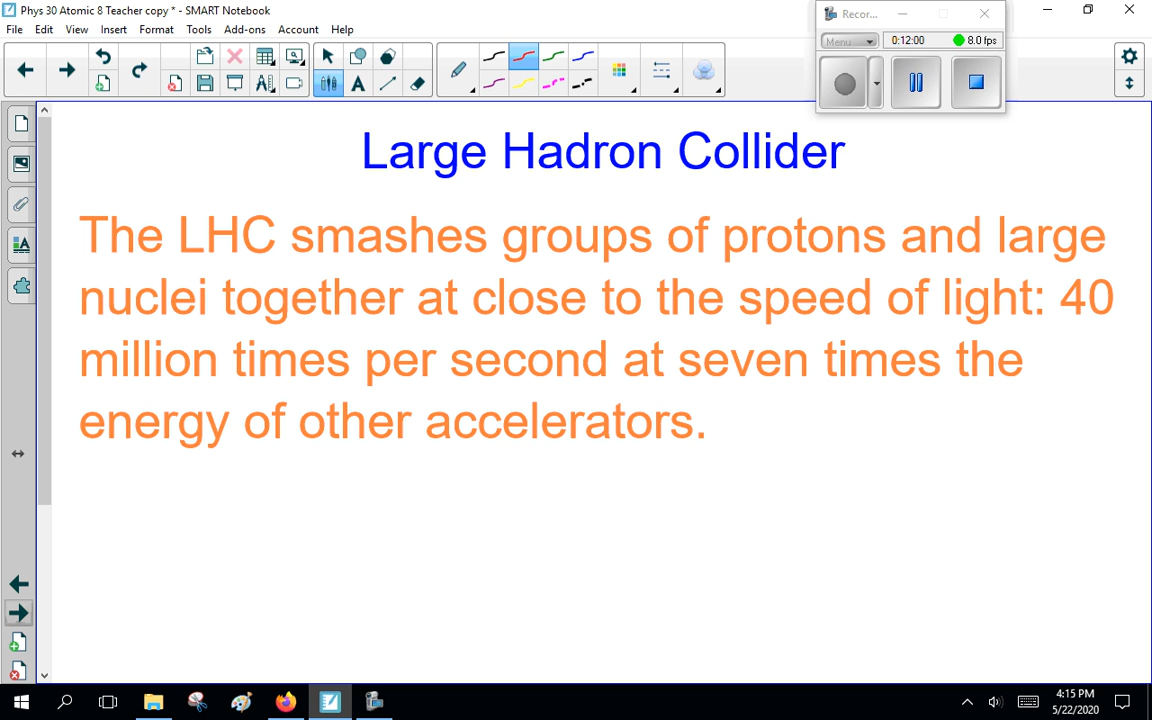 Phys 30 Atomic 8 Teacher copy * - SMART Notebook
Recor...
File Edit View Insert Format Tools Add-ons Account Help
Menu 0:12:00 8.0 fps
Large Hadron Collider
The LHC smashes groups of protons and large
nuclei together at close to the speed of light: 40
million times per second at seven times the
energy of other accelerators.
4:15 PM
5/22/2020